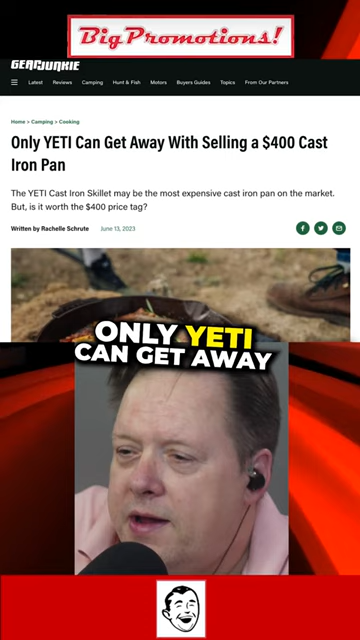 BigPromotions!
GEARJUNKIE
Latest Reviews Camping Hunt & Fish Motors Buyers Guides Topics From Our Partners
Home > Camping > Cooking
Only YETI Can Get Away With Selling a $400 Cast
Iron Pan
The YETI Cast Iron Skillet may be the most expensive cast iron pan on the market.
But, is it worth the $400 price tag?
Written by Rachelle Schrute June 13, 2023
ONLY YETI
CAN GET AWAY